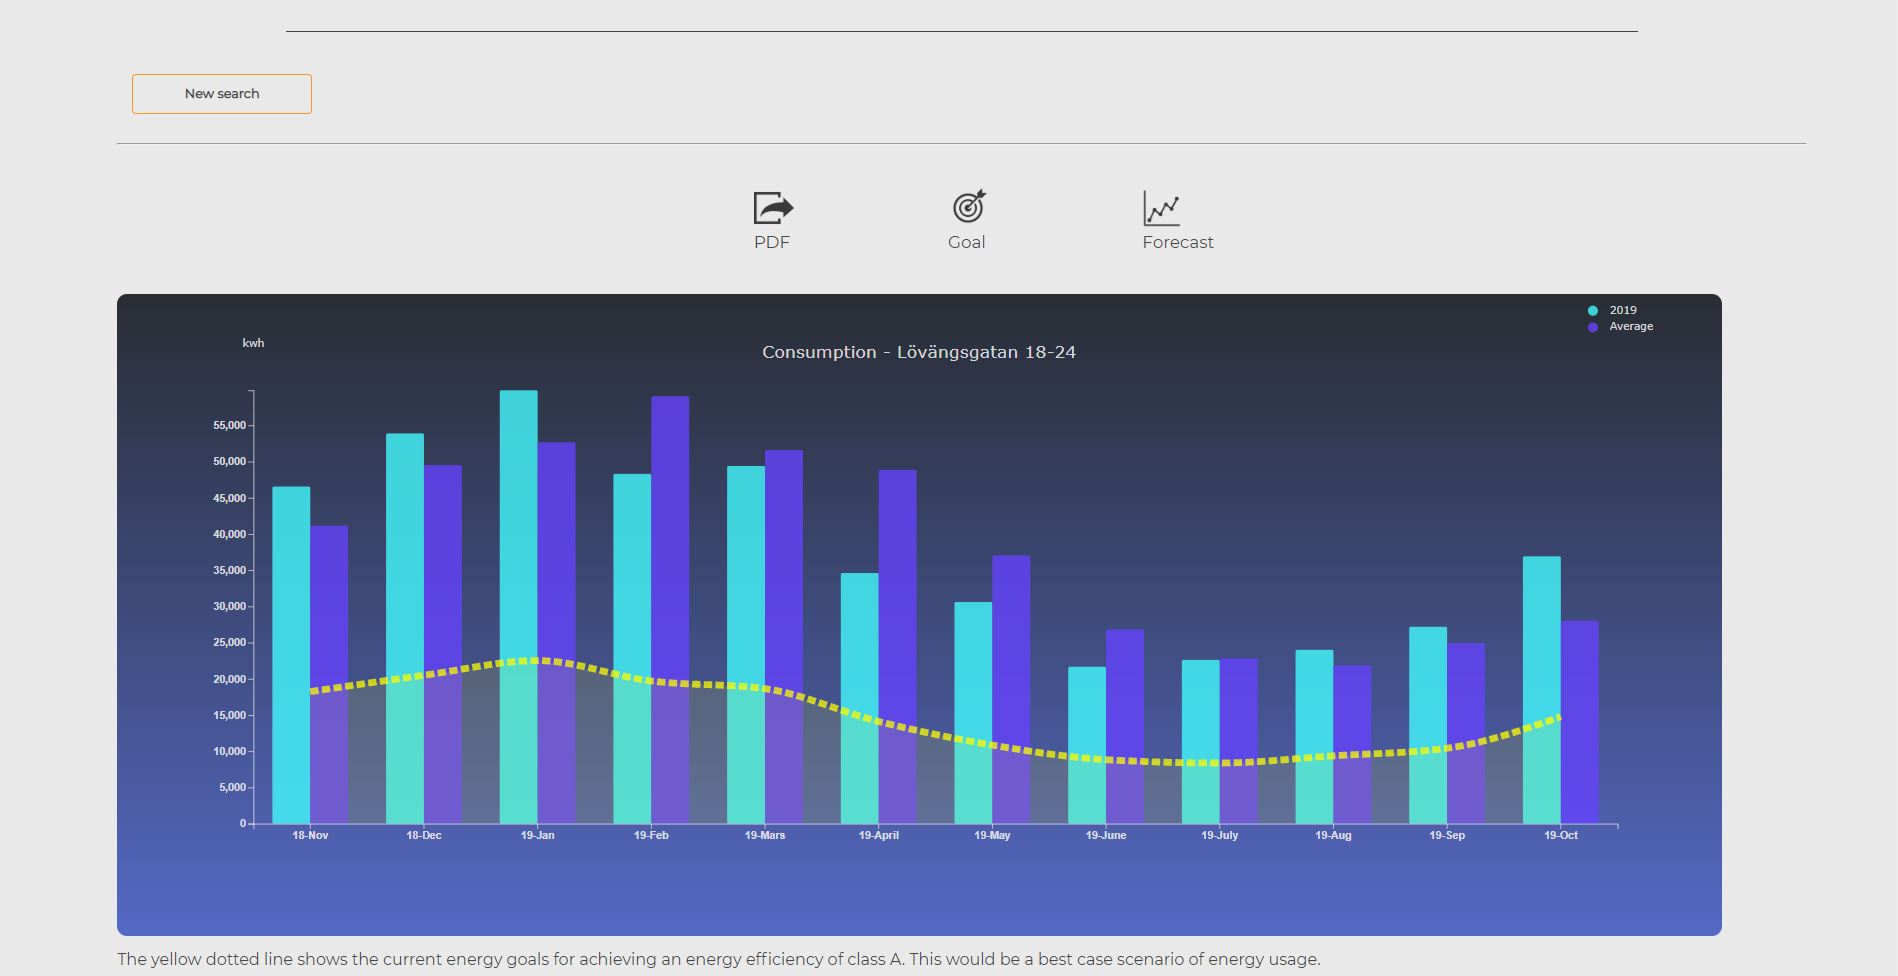 New search
PDF
Goal
Forecast
2019
Average
kwh
Consumption - Lövängsgatan 18-24
55,000
50,000
45,000
40,000
35,000
30,000
25,000
20,000
15,000
10,000
5,000
0
18-Nov 18-Dec 19-Jan 19-Feb 19-Mars 19-April 19-May 19-June 19-July 19-Aug 19-Sep 19-Oct
The yellow dotted line shows the current energy goals for achieving an energy efficiency of class A. This would be a best case scenario of energy usage.